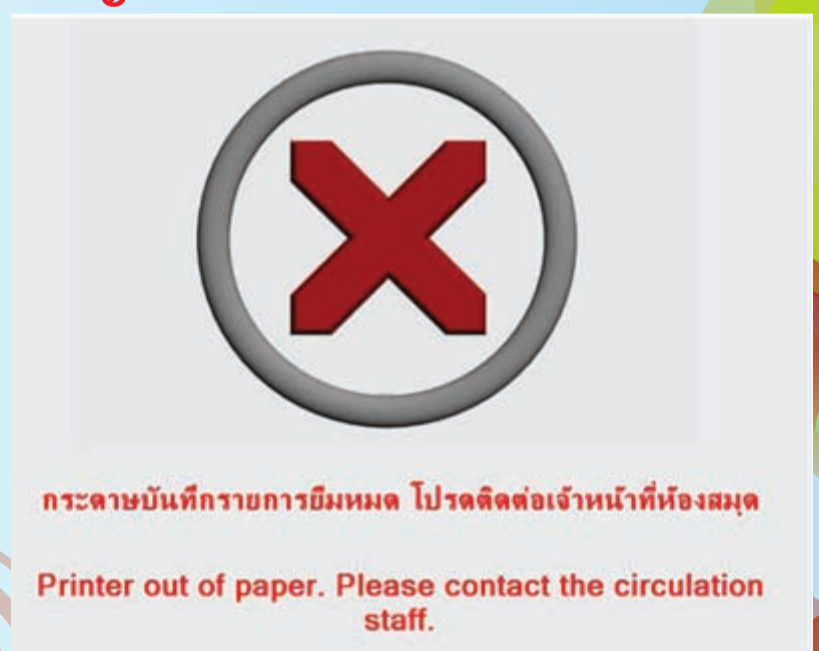 กระดาษบันทึกรายการยืมหมด โปรดติดต่อเจ้าหน้าที่ห้องสมุด
Printer out of paper. Please contact the circulation
staff.